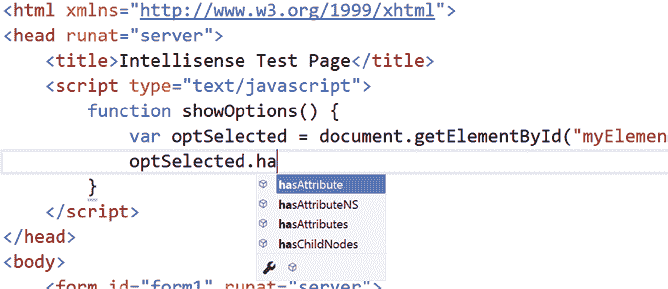 <html xmlns="http://www.w3.org/1999/xhtml">
<head runat="server">
<title>Intellisense Test Page</title>
<script type="text/javascript">
function showOptions() {
var optSelected = document.getElementById("myElemen
optSelected.ha
hasAttribute
}
hasAttributeNS
</script>
hasAttributes
</head>
hasChildNodes
<body>
<form id="form1" runat="server">